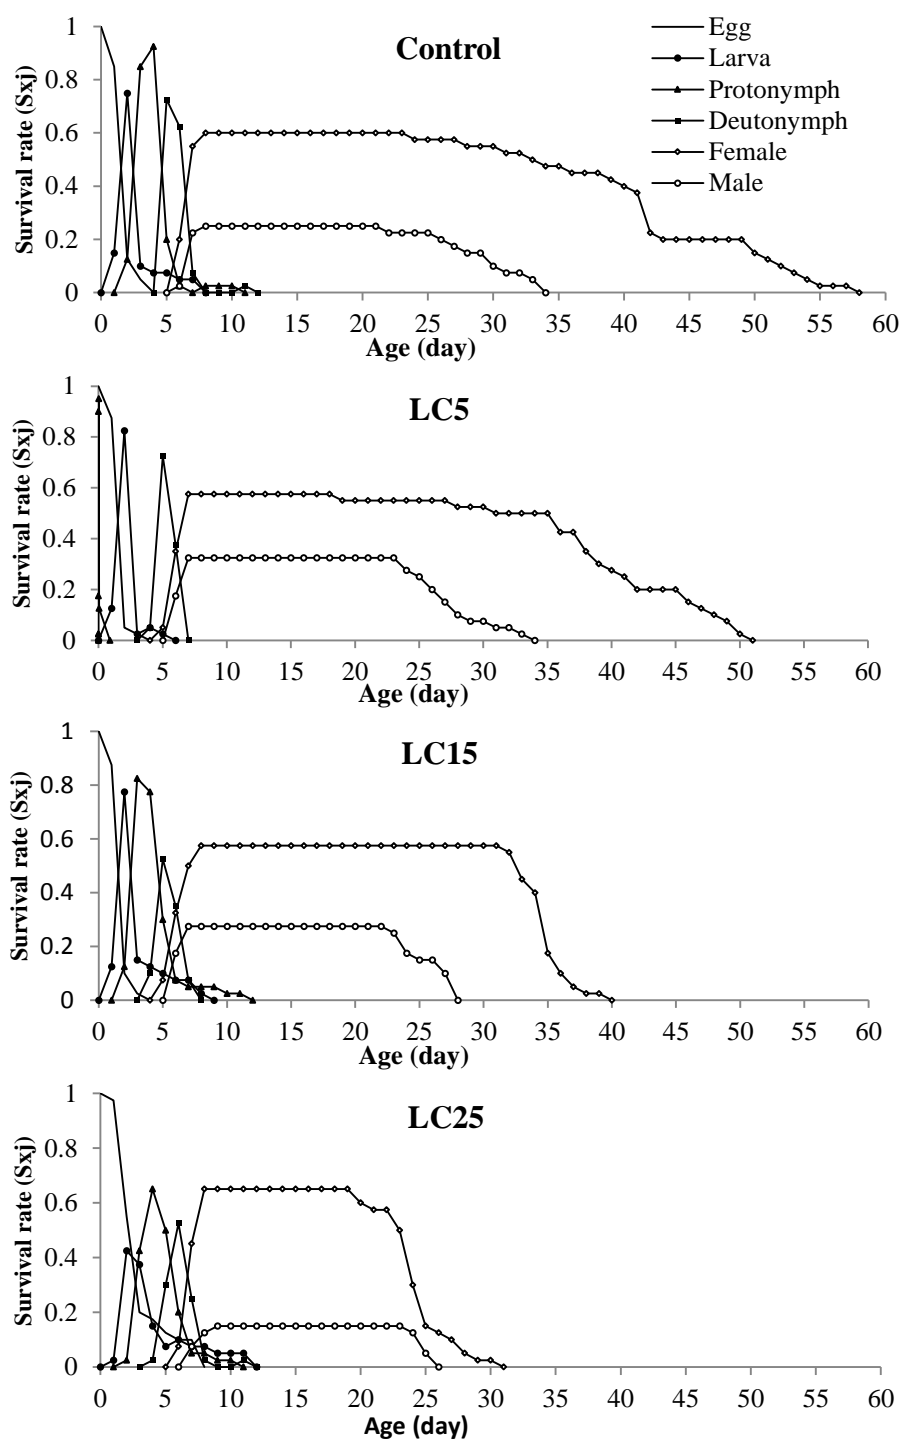 Control
Egg
Larva
Protonymph
Deutonymph
Female
Male
Survival rate (Sxj)
1
0.8
0.6
0.4
0.2
0
0 5 10 15 20 25 30 35 40 45 50 55 60
Age (day)
LC5
Survival rate (Sxj)
1
0.8
0.6
0.4
0.2
0
0 5 10 15 20 25 30 35 40 45 50 55 60
Age (day)
LC15
Survival rate (Sxj)
1
0.8
0.6
0.4
0.2
0
0 5 10 15 20 25 30 35 40 45 50 55 60
Age (day)
LC25
Survival rate (Sxj)
1
0.8
0.6
0.4
0.2
0
0 5 10 15 20 25 30 35 40 45 50 55 60
Age (day)